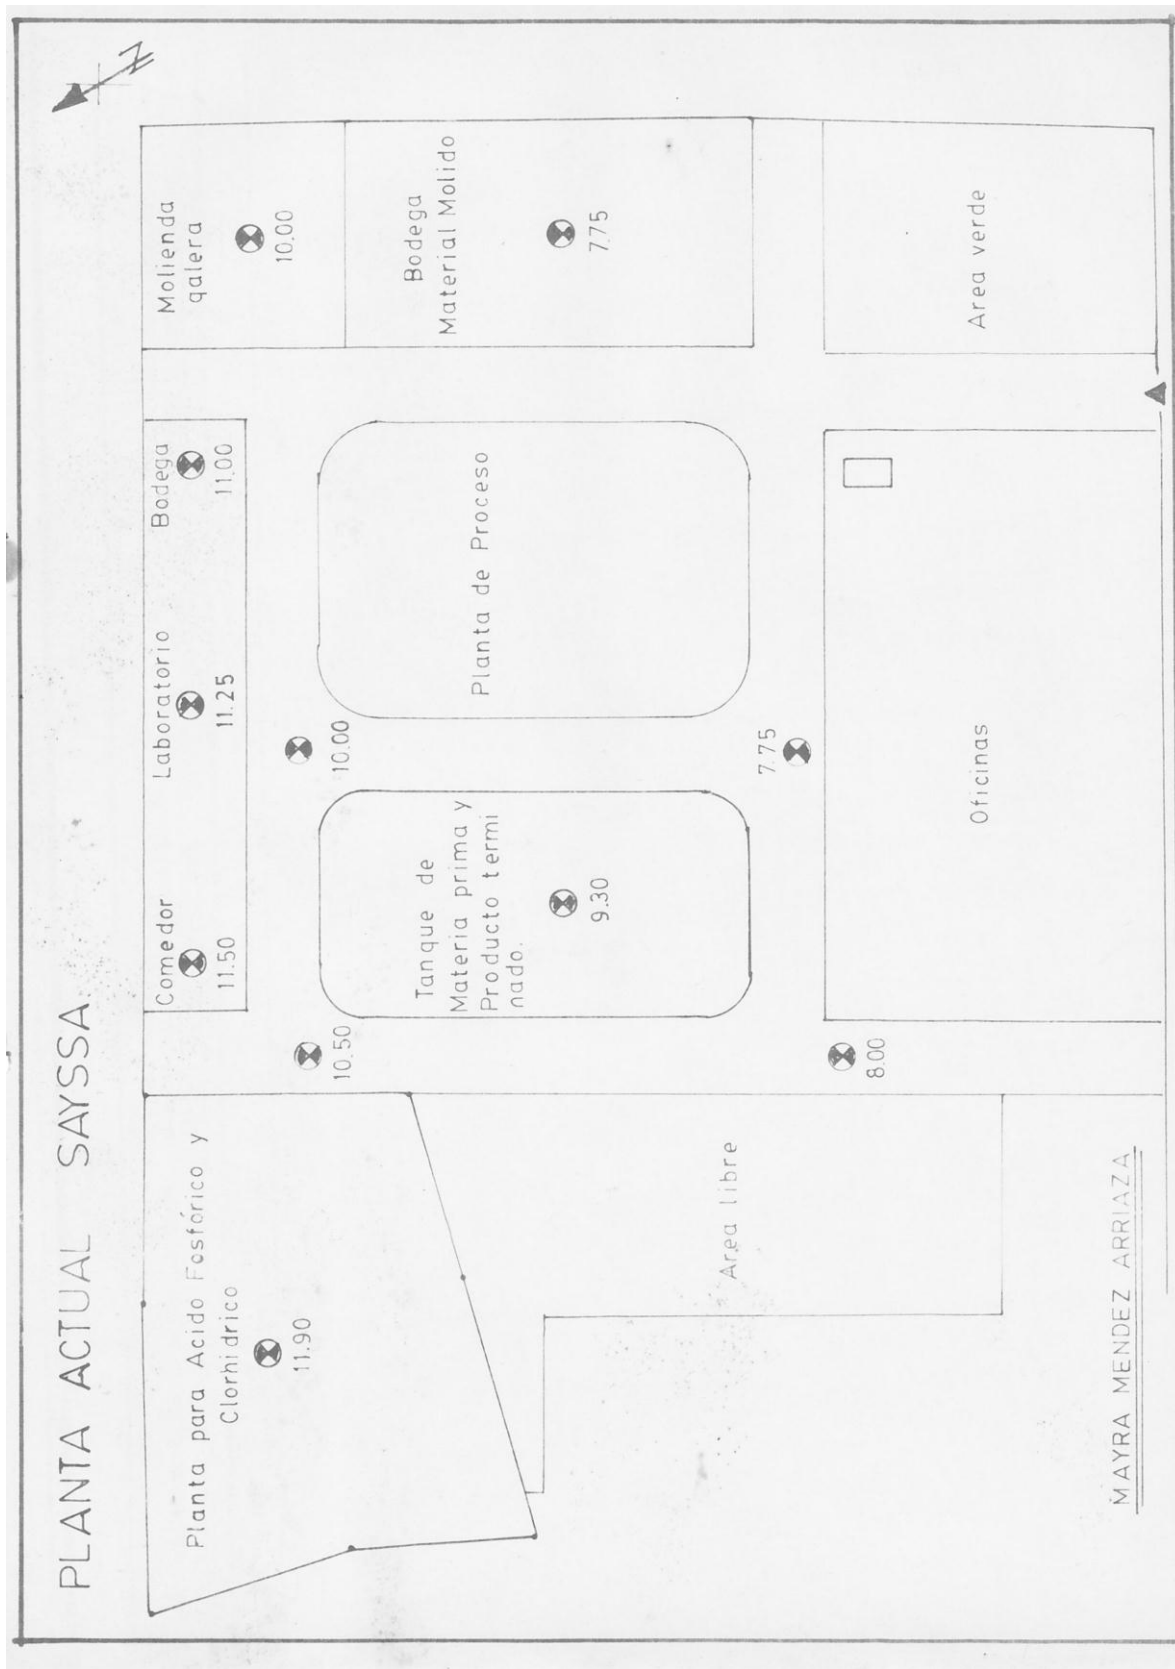 PLANTA ACTUAL SAYSSA.
N
Planta para Acido Fosfórico y
Clorhidrico
11.90
Comedor
11.50
Laboratorio
11.25
Bodega
11.00
Molienda
galera
10.00
10.50
10.00
Tanque de
Materia prima y
Producto termi
nado.
9.30
Planta de Proceso
Bodega
Material Molido
7.75
Area libre
8.00
7.75
Oficinas
Area verde
MAYRA MENDEZ ARRIAZA